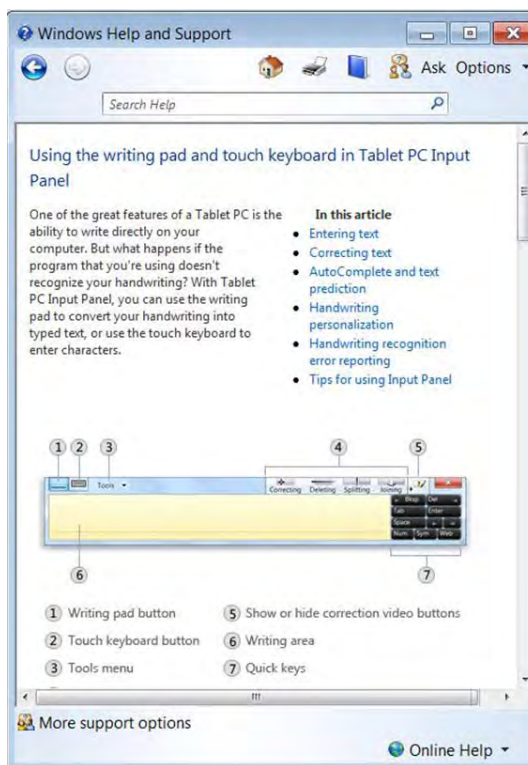 Windows Help and Support
Ask Options
Search Help
Using the writing pad and touch keyboard in Tablet PC Input
Panel
One of the great features of a Tablet PC is the
ability to write directly on your
computer. But what happens if the
program that you're using doesn't
recognize your handwriting? With Tablet
PC Input Panel, you can use the writing
pad to convert your handwriting into
typed text, or use the touch keyboard to
enter characters.
In this article
Entering text
Correcting text
AutoComplete and text
prediction
Handwriting
personalization
Handwriting recognition
error reporting
Tips for using Input Panel
1 2 3 4 5
Tools
Correcting Deleting Splitting Joining
Bksp Del
Tab Enter
Space
Num Sym Web
6 7
1 Writing pad button
2 Touch keyboard button
3 Tools menu
5 Show or hide correction video buttons
6 Writing area
7 Quick keys
More support options
Online Help